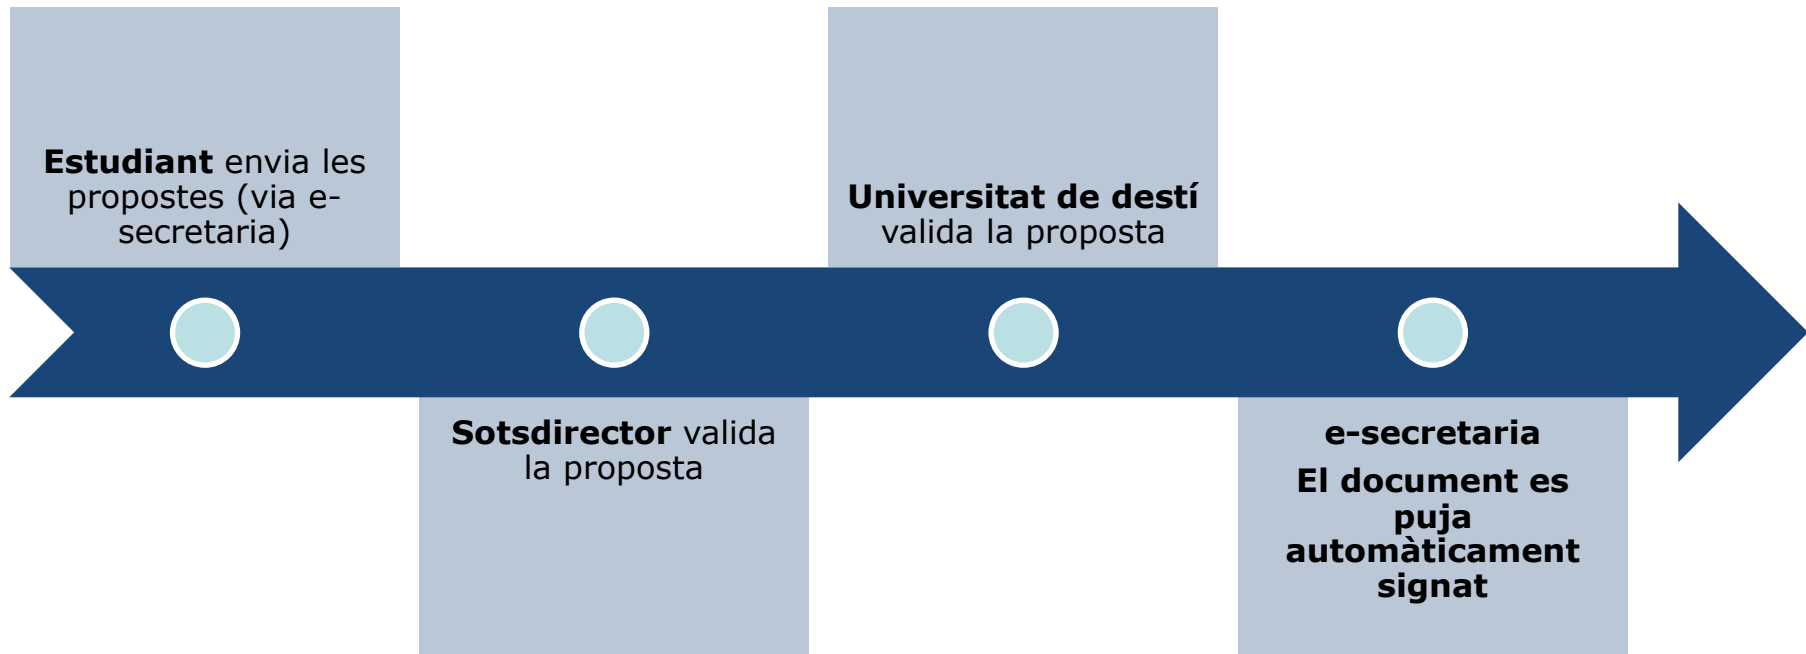 Estudiant envia les
propostes (via e-
secretaria)
Sotsdirector valida
la proposta
Universitat de destí
valida la proposta
e-secretaria
El document es
puja
automàticament
signat